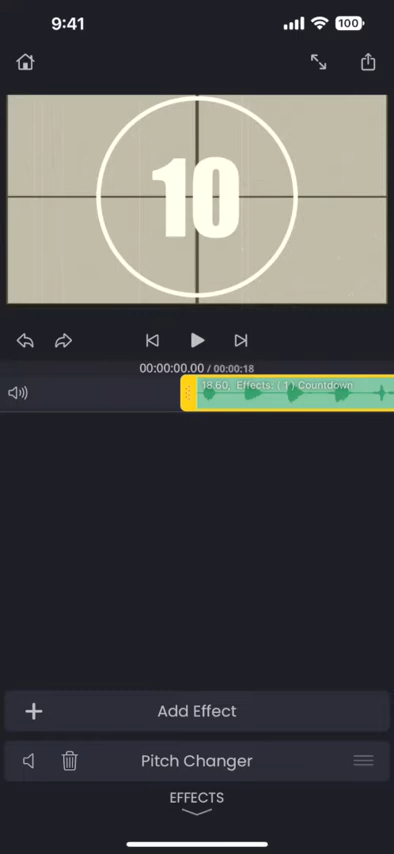 9:41
100
10
00:00:00.00 / 00:00:18
18.60, Effects: ( 1 ) Countdown
Add Effect
Pitch Changer
EFFECTS